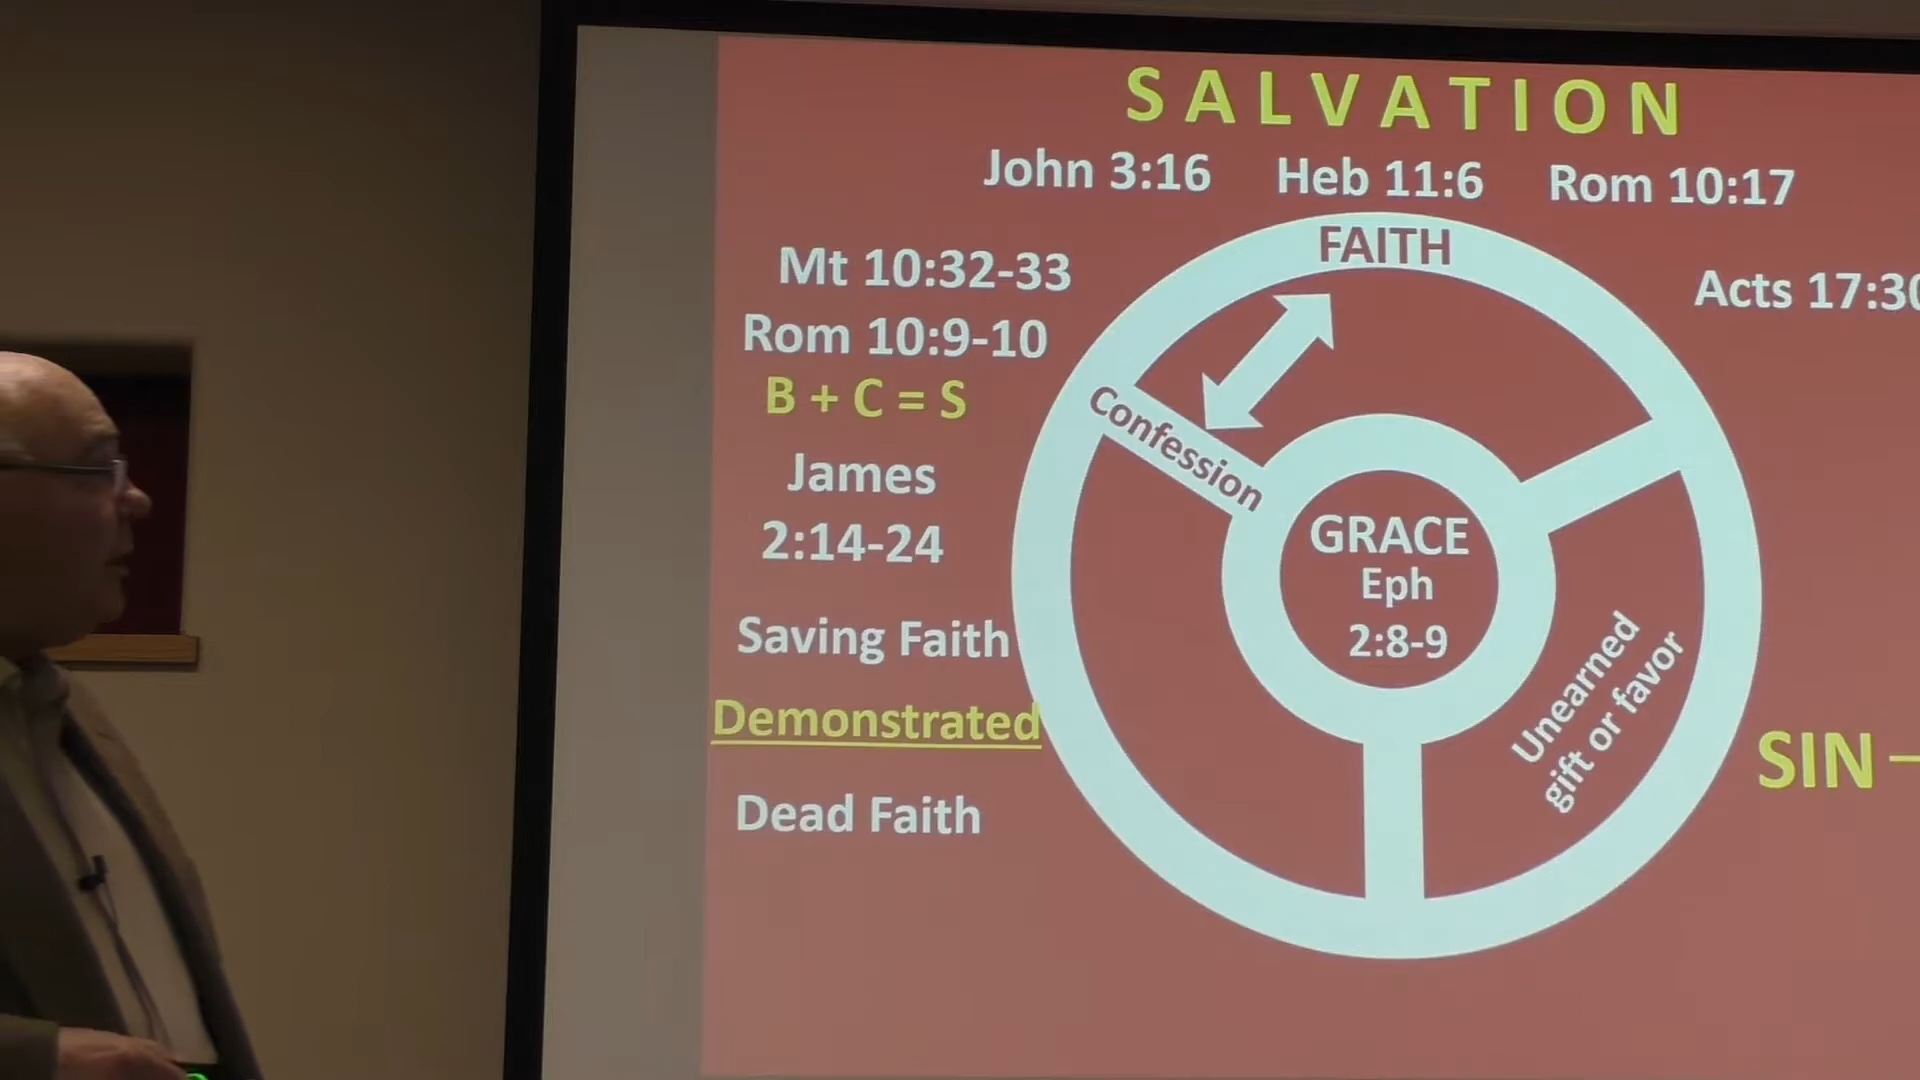 SALVATION
John 3:16 Heb 11:6 Rom 10:17
FAITH
Mt 10:32-33
Acts 17:30
Rom 10:9-10
B + C = S
Confession
James
2:14-24
GRACE
Eph
2:8-9
Saving Faith
Unearned
gift or favor
Demonstrated
SIN –
Dead Faith